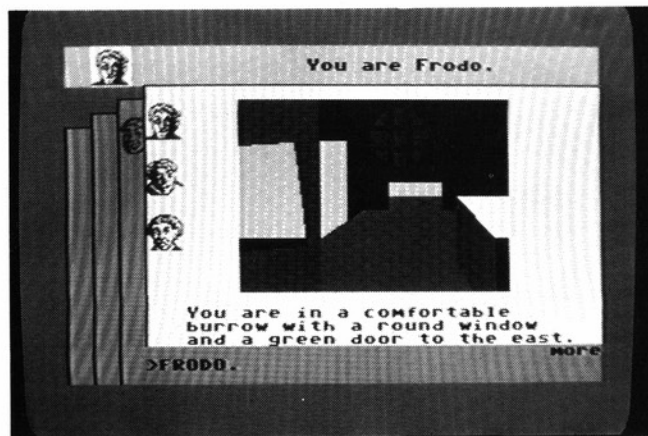 You are Frodo.
You are in a comfortable
burrow with a round window
and a green door to the east.
more
>FRODO.